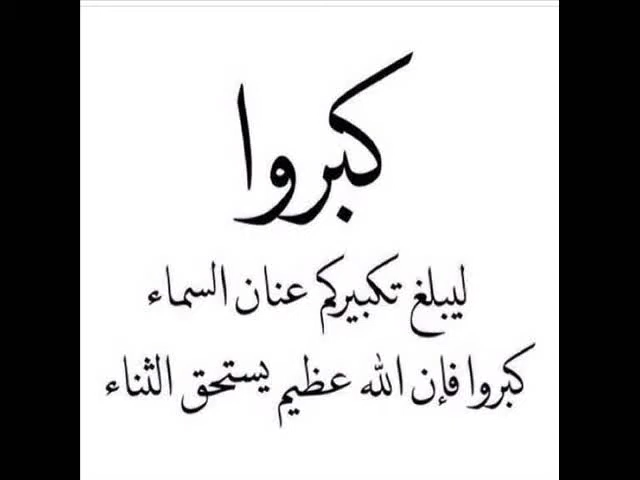 كبروا
ليبلغ تكبيركم عنان السماء
كبروا فإن الله عظيم يستحق الثناء